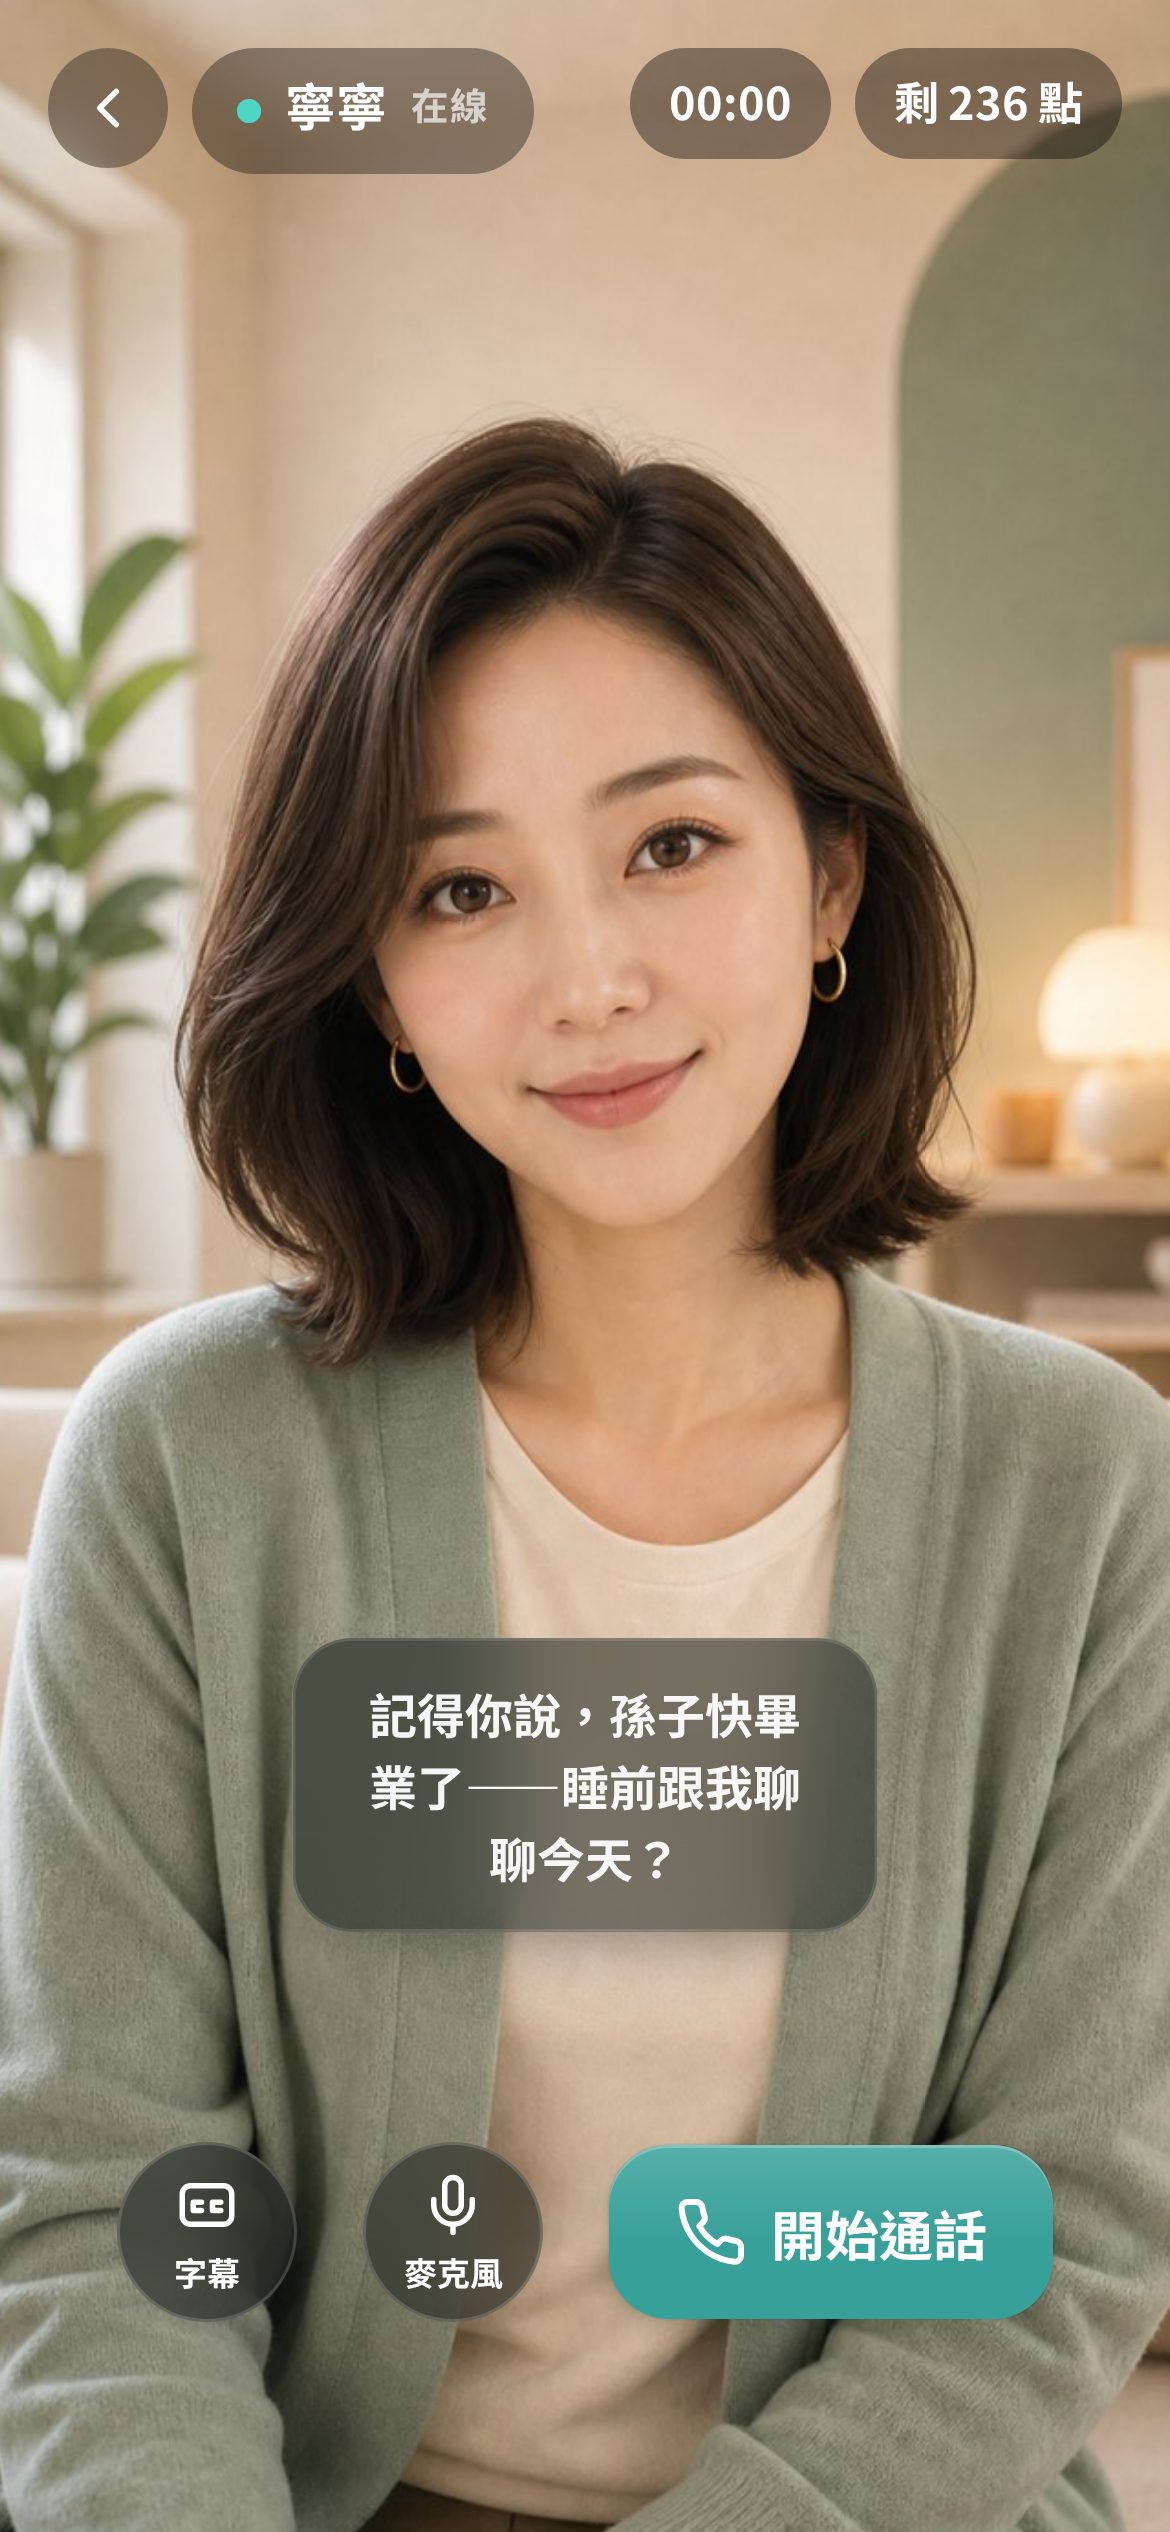 寧寧 在線 00:00 剩 236 點
記得你說，孫子快畢
業了——睡前跟我聊
聊今天？
字幕 麥克風 開始通話